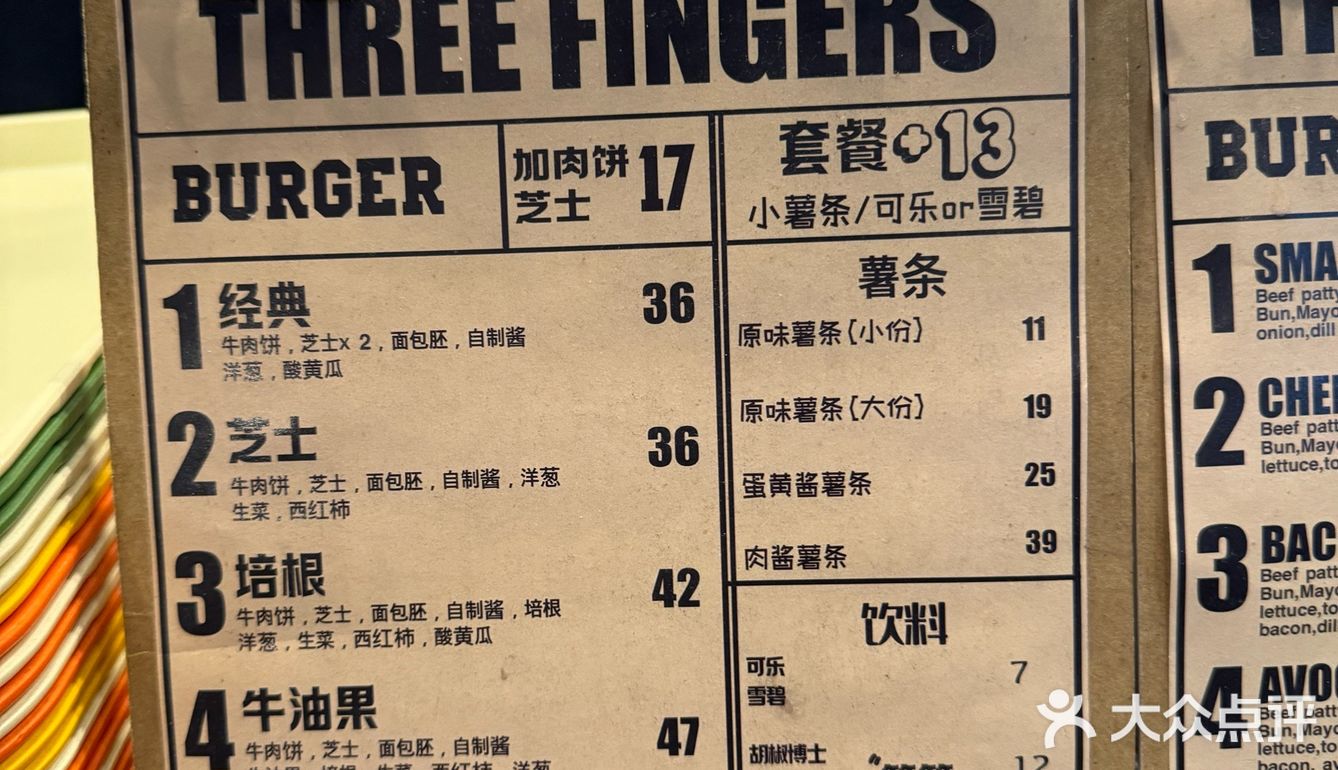 THREE FINGERS
BURGER
加肉饼
芝士
17
1 经典 36
牛肉饼，芝士x 2，面包胚，自制酱
洋葱，酸黄瓜
2 芝士 36
牛肉饼，芝士，面包胚，自制酱，洋葱
生菜，西红柿
3 培根 42
牛肉饼，芝士，面包胚，自制酱，培根
洋葱，生菜，西红柿，酸黄瓜
4 牛油果 47
牛肉饼，芝士，面包胚，自制酱
套餐+13
小薯条/可乐or雪碧
薯条
原味薯条(小份) 11
原味薯条(大份) 19
蛋黄酱薯条 25
肉酱薯条 39
饮料
可乐 7
雪碧
胡椒博士 12
BUR
1 SMA
Beef patty
Bun,Mayo
onion,dill
2 CHE
Beef patt
Bun,Mayo
lettuce,to
3 BAC
Beef patt
Bun,Mayo
lettuce,to
bacon,dil
4 AVO
Beef patt
Bun,Mayo
lettuce,to
大众点评